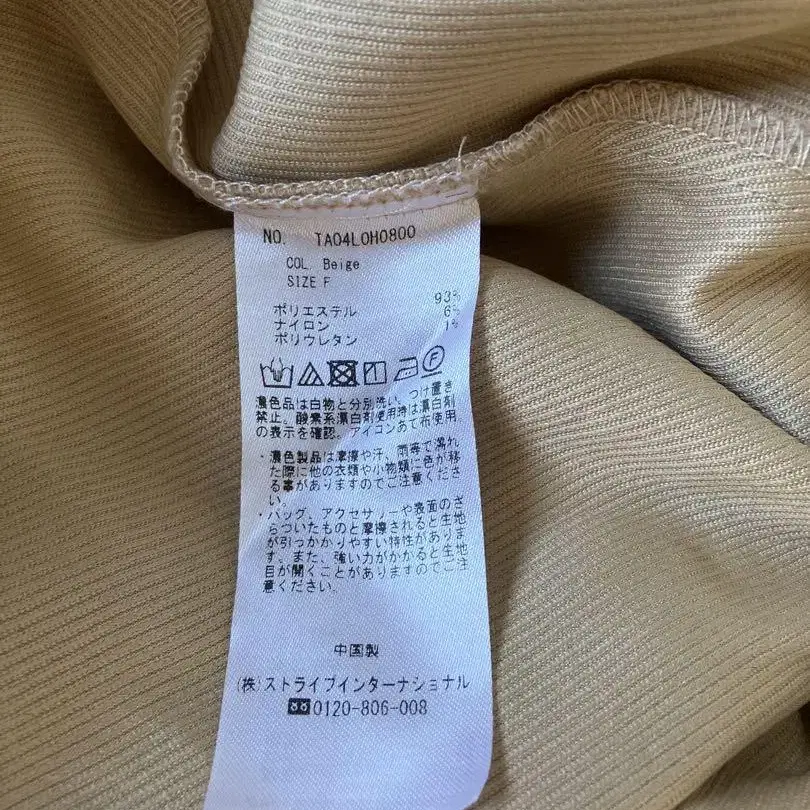 NO. TA04L0H0800
COL. Beige
SIZE F
ポリエステル 93%
ナイロン 6%
ポリウレタン 1%
F
濃色品は白物と分別洗い。つけ置き
禁止。酸素系漂白剤使用時は漂白剤
の表示を確認。アイロンあて布使用。
・濃色製品は摩擦や汗、雨等で濡れ
た際に他の衣類や小物類に色が移
る事がありますのでご注意くださ
い。
・バッグ、アクセサリーや表面のざ
らついたものと摩擦されると生地
が引っかかりやすい特性がありま
す。また、強い力がかかると生地
目が開くことがありますのでご注
意ください。
中国製
(株)ストライプインターナショナル
0120-806-008